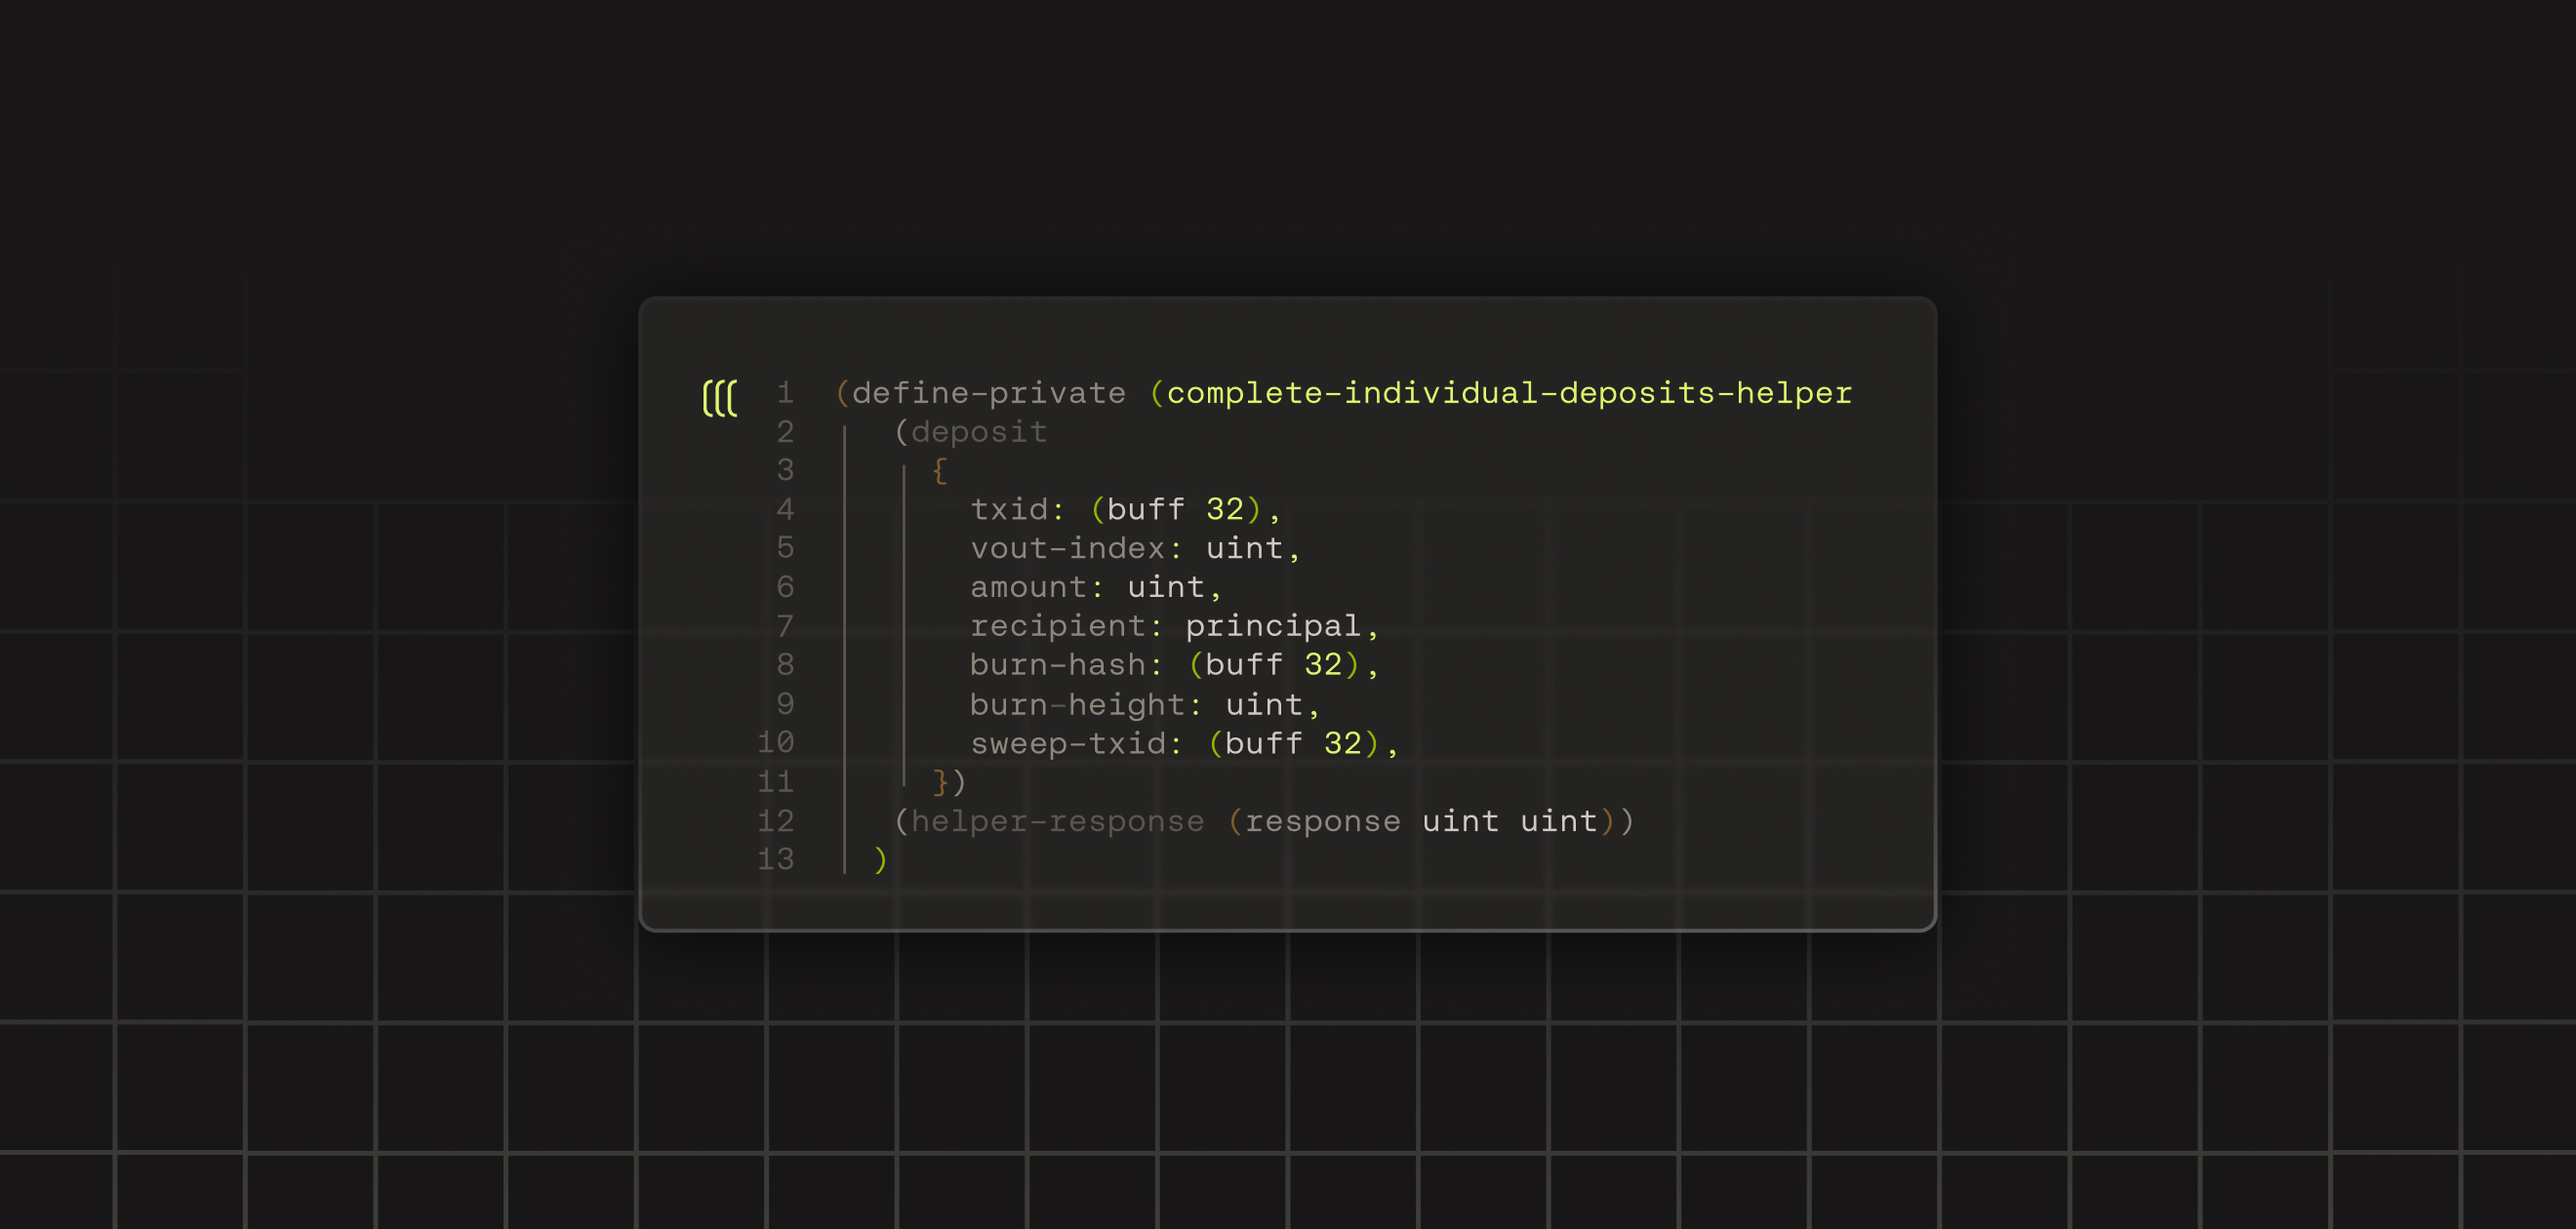 1 (define-private (complete-individual-deposits-helper
2 (deposit
3 {
4 txid: (buff 32),
5 vout-index: uint,
6 amount: uint,
7 recipient: principal,
8 burn-hash: (buff 32),
9 burn-height: uint,
10 sweep-txid: (buff 32),
11 })
12 (helper-response (response uint uint))
13 )